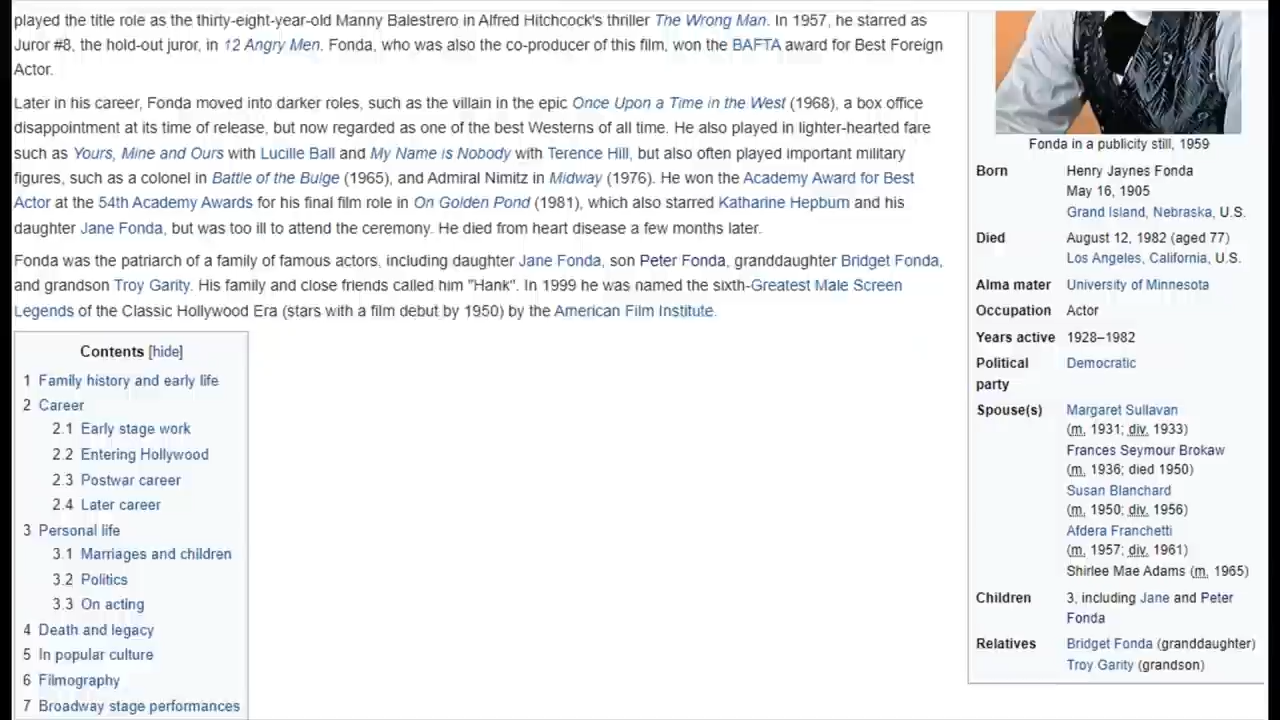 played the title role as the thirty-eight-year-old Manny Balestrero in Alfred Hitchcock's thriller The Wrong Man. In 1957, he starred as
Juror #8, the hold-out juror, in 12 Angry Men. Fonda, who was also the co-producer of this film, won the BAFTA award for Best Foreign
Actor.
Later in his career, Fonda moved into darker roles, such as the villain in the epic Once Upon a Time in the West (1968), a box office
disappointment at its time of release, but now regarded as one of the best Westerns of all time. He also played in lighter-hearted fare
such as Yours, Mine and Ours with Lucille Ball and My Name is Nobody with Terence Hill, but also often played important military
figures, such as a colonel in Battle of the Bulge (1965), and Admiral Nimitz in Midway (1976). He won the Academy Award for Best
Actor at the 54th Academy Awards for his final film role in On Golden Pond (1981), which also starred Katharine Hepburn and his
daughter Jane Fonda, but was too ill to attend the ceremony. He died from heart disease a few months later.
Fonda was the patriarch of a family of famous actors, including daughter Jane Fonda, son Peter Fonda, granddaughter Bridget Fonda,
and grandson Troy Garity. His family and close friends called him "Hank". In 1999 he was named the sixth-Greatest Male Screen
Legends of the Classic Hollywood Era (stars with a film debut by 1950) by the American Film Institute.
Contents [hide]
1 Family history and early life
2 Career
2.1 Early stage work
2.2 Entering Hollywood
2.3 Postwar career
2.4 Later career
3 Personal life
3.1 Marriages and children
3.2 Politics
3.3 On acting
4 Death and legacy
5 In popular culture
6 Filmography
7 Broadway stage performances
Fonda in a publicity still, 1959
Born Henry Jaynes Fonda
May 16, 1905
Grand Island, Nebraska, U.S.
Died August 12, 1982 (aged 77)
Los Angeles, California, U.S.
Alma mater University of Minnesota
Occupation Actor
Years active 1928–1982
Political Democratic
party
Spouse(s) Margaret Sullavan
(m. 1931; div. 1933)
Frances Seymour Brokaw
(m. 1936; died 1950)
Susan Blanchard
(m. 1950; div. 1956)
Afdera Franchetti
(m. 1957; div. 1961)
Shirlee Mae Adams (m. 1965)
Children 3, including Jane and Peter
Fonda
Relatives Bridget Fonda (granddaughter)
Troy Garity (grandson)